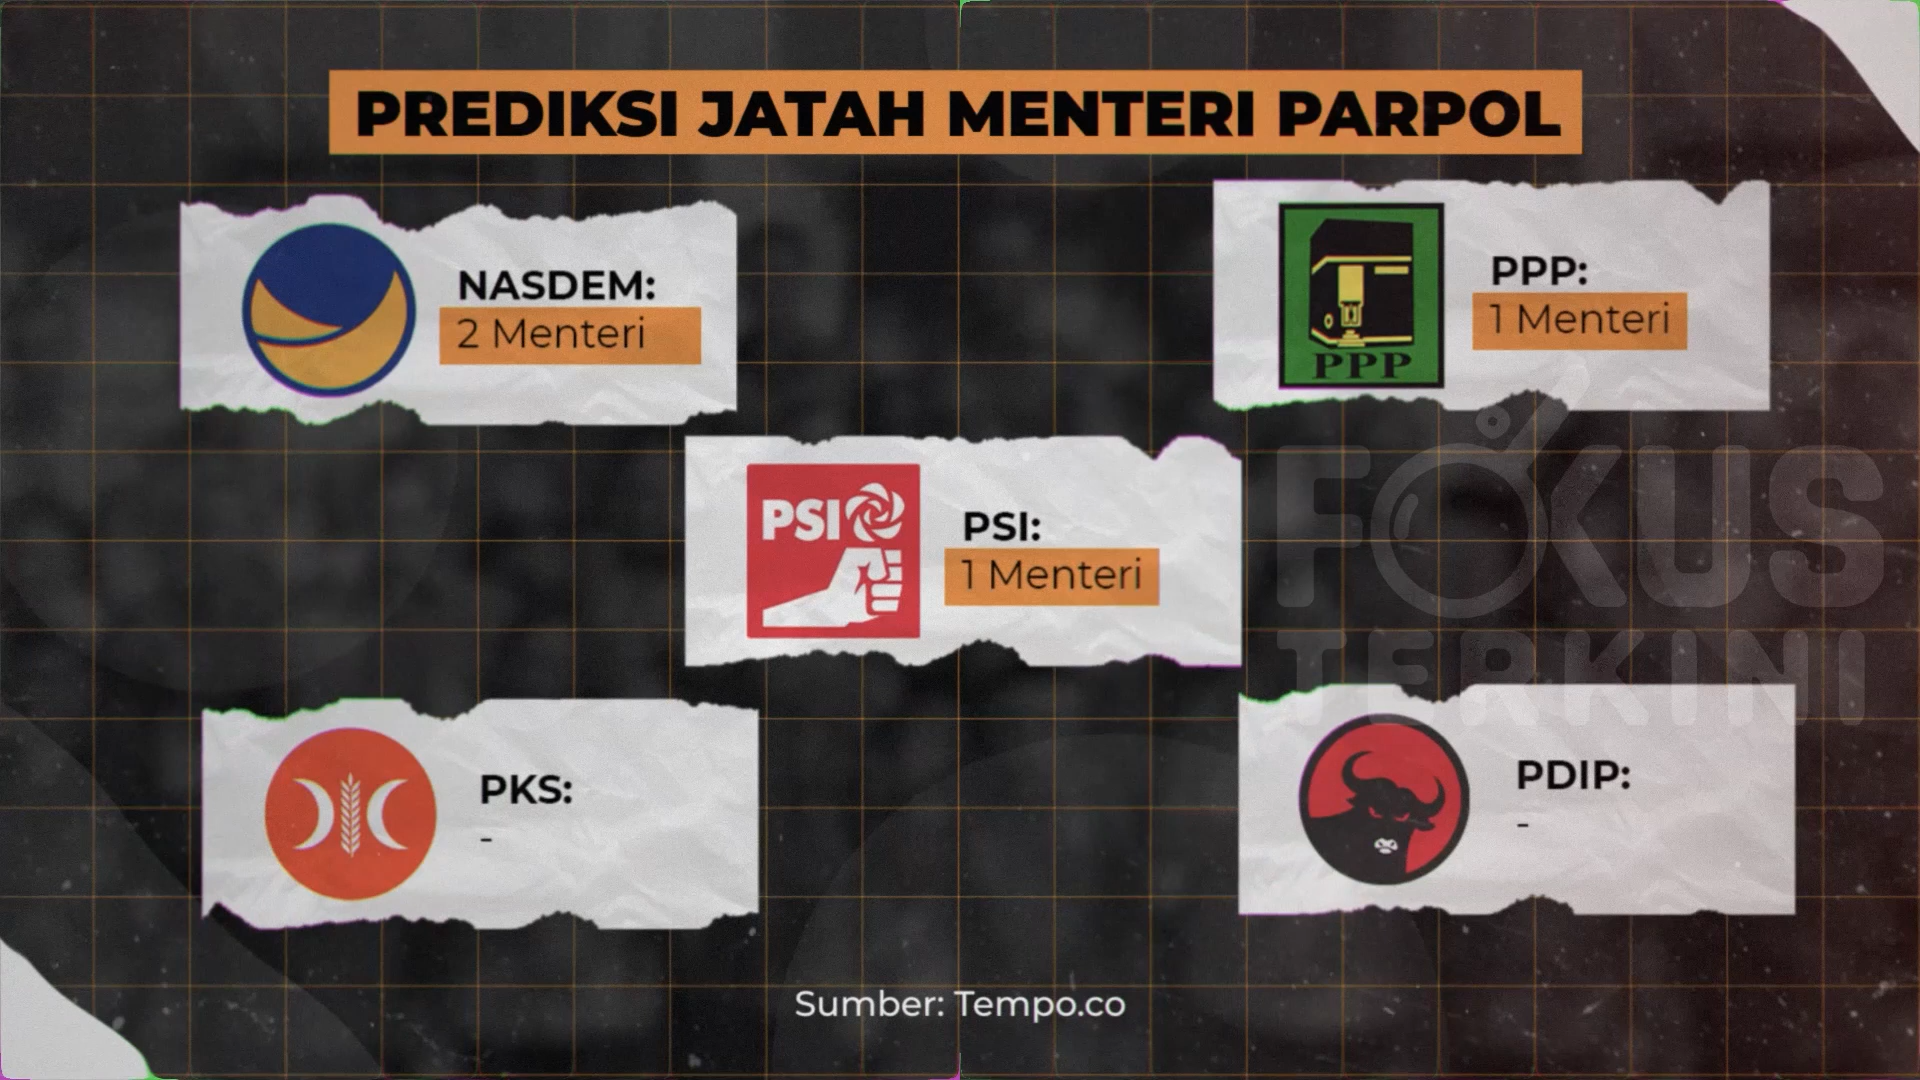 PREDIKSI JATAH MENTERI PARPOL
NASDEM:
2 Menteri
PPP
PPP:
1 Menteri
PSI
PSI:
1 Menteri
FOKUS
TERKINI
PKS:
-
PDIP:
-
Sumber: Tempo.co